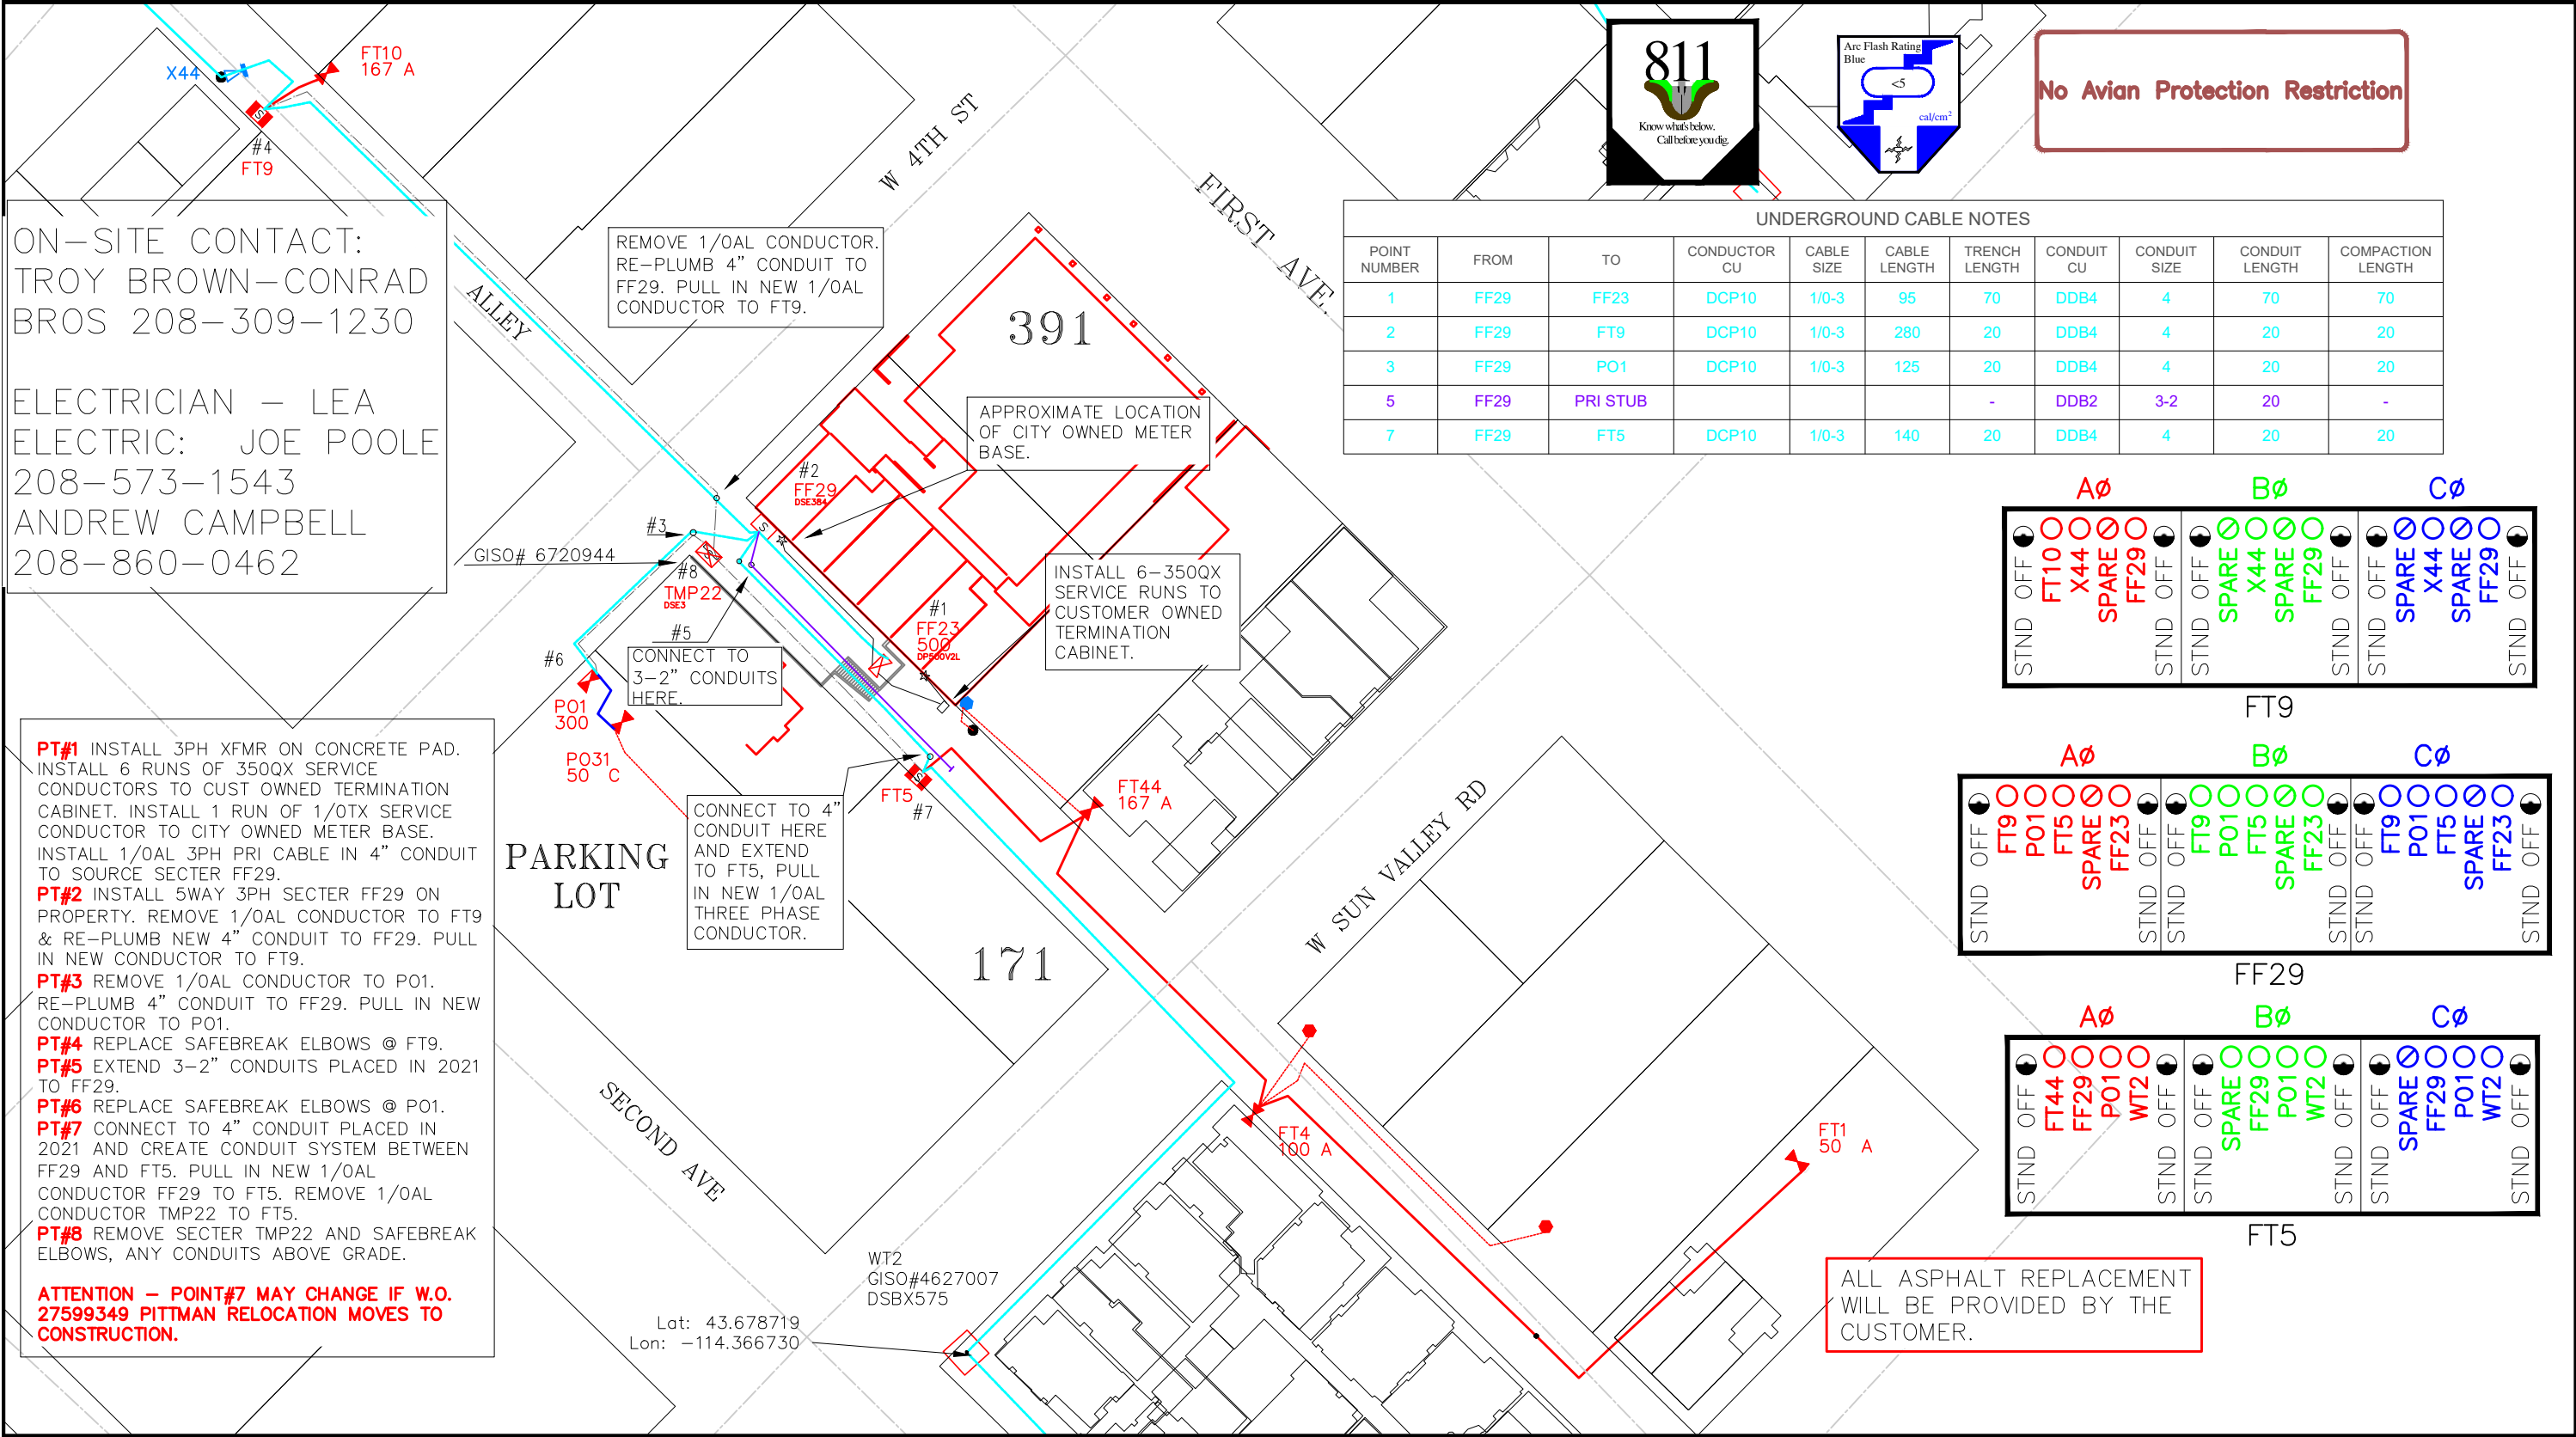 X44
FT10
167 A
#4
FT9
ON-SITE CONTACT:
TROY BROWN-CONRAD
BROS 208-309-1230
ELECTRICIAN - LEA
ELECTRIC: JOE POOLE
208-573-1543
ANDREW CAMPBELL
208-860-0462
ALLEY
W 4TH ST
FIRST AVE.
REMOVE 1/0AL CONDUCTOR.
RE-PLUMB 4" CONDUIT TO
FF29. PULL IN NEW 1/0AL
CONDUCTOR TO FT9.
391
APPROXIMATE LOCATION
OF CITY OWNED METER
BASE.
#2
FF29
DSE384
S
#3
GISO# 6720944
#8
TMP22
DSE3
#5
CONNECT TO
3-2" CONDUITS
HERE.
#1
FF23
500
DP500V2L
INSTALL 6-350QX
SERVICE RUNS TO
CUSTOMER OWNED
TERMINATION
CABINET.
#6
PO1
300
PO31
50 C
FT5
#7
FT44
167 A
CONNECT TO 4"
CONDUIT HERE
AND EXTEND
TO FT5, PULL
IN NEW 1/0AL
THREE PHASE
CONDUCTOR.
PARKING
LOT
171
W SUN VALLEY RD
SECOND AVE
FT4
100 A
FT1
50 A
WT2
GISO#4627007
DSBX575
Lat: 43.678719
Lon: -114.366730
PT#1 INSTALL 3PH XFMR ON CONCRETE PAD.
INSTALL 6 RUNS OF 350QX SERVICE
CONDUCTORS TO CUST OWNED TERMINATION
CABINET. INSTALL 1 RUN OF 1/0TX SERVICE
CONDUCTOR TO CITY OWNED METER BASE.
INSTALL 1/0AL 3PH PRI CABLE IN 4" CONDUIT
TO SOURCE SECTER FF29.
PT#2 INSTALL 5WAY 3PH SECTER FF29 ON
PROPERTY. REMOVE 1/0AL CONDUCTOR TO FT9
& RE-PLUMB NEW 4" CONDUIT TO FF29. PULL
IN NEW CONDUCTOR TO FT9.
PT#3 REMOVE 1/0AL CONDUCTOR TO PO1.
RE-PLUMB 4" CONDUIT TO FF29. PULL IN NEW
CONDUCTOR TO PO1.
PT#4 REPLACE SAFEBREAK ELBOWS @ FT9.
PT#5 EXTEND 3-2" CONDUITS PLACED IN 2021
TO FF29.
PT#6 REPLACE SAFEBREAK ELBOWS @ PO1.
PT#7 CONNECT TO 4" CONDUIT PLACED IN
2021 AND CREATE CONDUIT SYSTEM BETWEEN
FF29 AND FT5. PULL IN NEW 1/0AL
CONDUCTOR FF29 TO FT5. REMOVE 1/0AL
CONDUCTOR TMP22 TO FT5.
PT#8 REMOVE SECTER TMP22 AND SAFEBREAK
ELBOWS, ANY CONDUITS ABOVE GRADE.
ATTENTION - POINT#7 MAY CHANGE IF W.O.
27599349 PITTMAN RELOCATION MOVES TO
CONSTRUCTION.
811
Know what's below.
Call before you dig.
Arc Flash Rating
Blue
<5
cal/cm²
No Avian Protection Restriction
UNDERGROUND CABLE NOTES
POINT NUMBER FROM TO CONDUCTOR CU CABLE SIZE CABLE LENGTH TRENCH LENGTH CONDUIT CU CONDUIT SIZE CONDUIT LENGTH COMPACTION LENGTH
1 FF29 FF23 DCP10 1/0-3 95 70 DDB4 4 70 70
2 FF29 FT9 DCP10 1/0-3 280 20 DDB4 4 20 20
3 FF29 PO1 DCP10 1/0-3 125 20 DDB4 4 20 20
5 FF29 PRI STUB - DDB2 3-2 20 -
7 FF29 FT5 DCP10 1/0-3 140 20 DDB4 4 20 20
AØ BØ CØ
STND OFF FT10 X44 SPARE FF29 STND OFF STND OFF SPARE X44 SPARE FF29 STND OFF STND OFF SPARE X44 SPARE FF29 STND OFF
FT9
AØ BØ CØ
STND OFF FT9 PO1 FT5 SPARE FF23 STND OFF STND OFF FT9 PO1 FT5 SPARE FF23 STND OFF STND OFF FT9 PO1 FT5 SPARE FF23 STND OFF
FF29
AØ BØ CØ
STND OFF FT44 FF29 PO1 WT2 STND OFF STND OFF SPARE FF29 PO1 WT2 STND OFF STND OFF SPARE FF29 PO1 WT2 STND OFF
FT5
ALL ASPHALT REPLACEMENT
WILL BE PROVIDED BY THE
CUSTOMER.